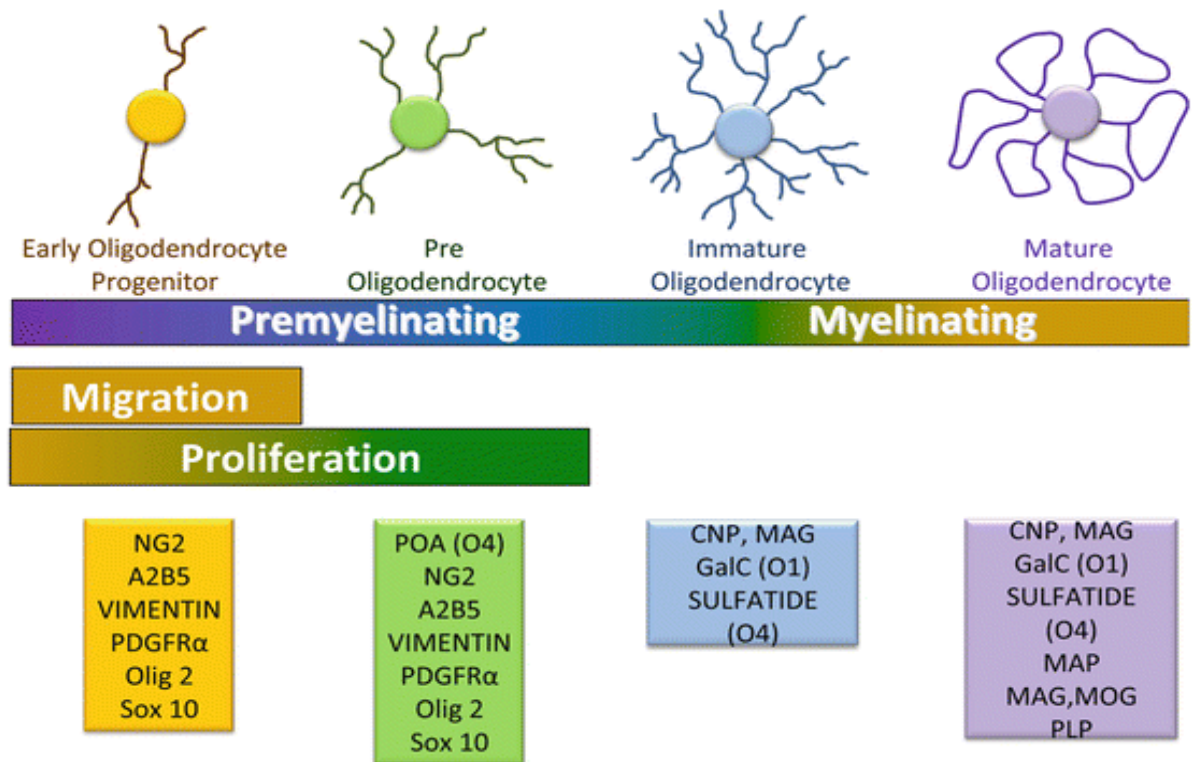 Early Oligodendrocyte
Progenitor
Pre
Oligodendrocyte
Immature
Oligodendrocyte
Mature
Oligodendrocyte
Premyelinating
Myelinating
Migration
Proliferation
NG2
A2B5
VIMENTIN
PDGFRα
Olig 2
Sox 10
POA (O4)
NG2
A2B5
VIMENTIN
PDGFRα
Olig 2
Sox 10
CNP, MAG
GalC (O1)
SULFATIDE
(O4)
CNP, MAG
GalC (O1)
SULFATIDE
(O4)
MAP
MAG,MOG
PLP